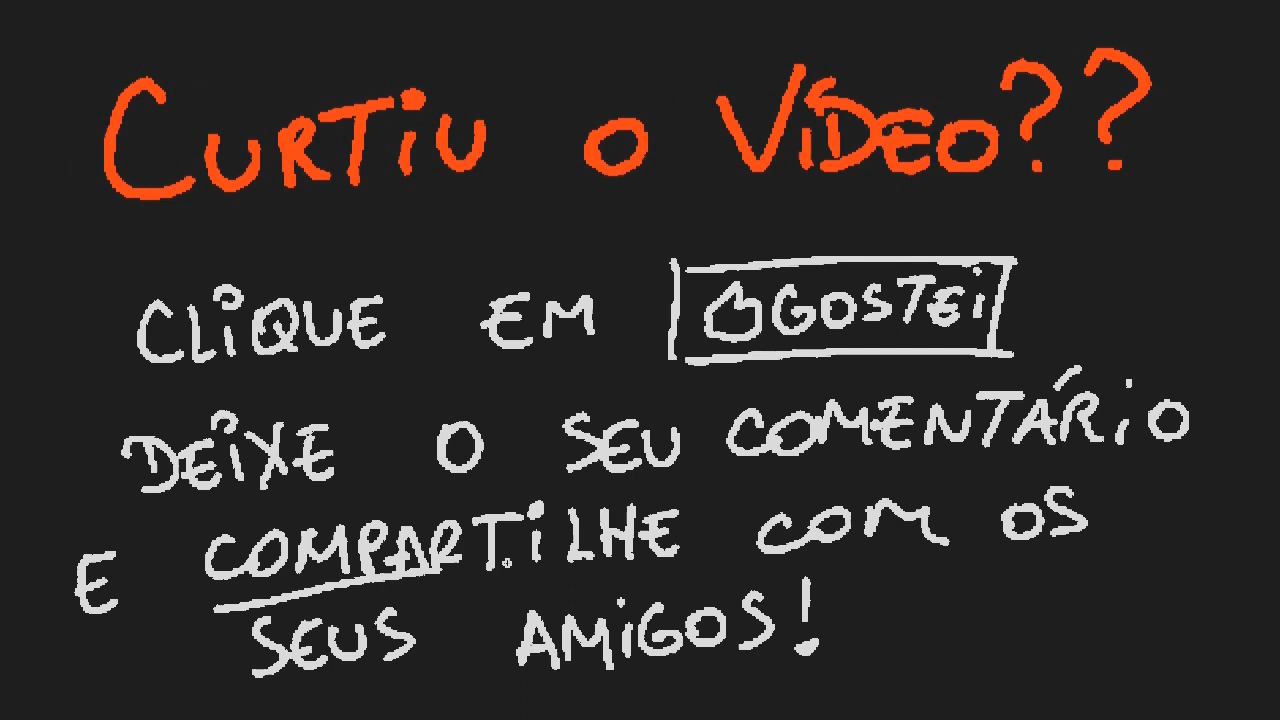 CURTIU O VÍDEO??
CLIQUE EM GOSTEI
DEIXE O SEU COMENTÁRIO
E COMPARTILHE COM OS
SEUS AMIGOS!